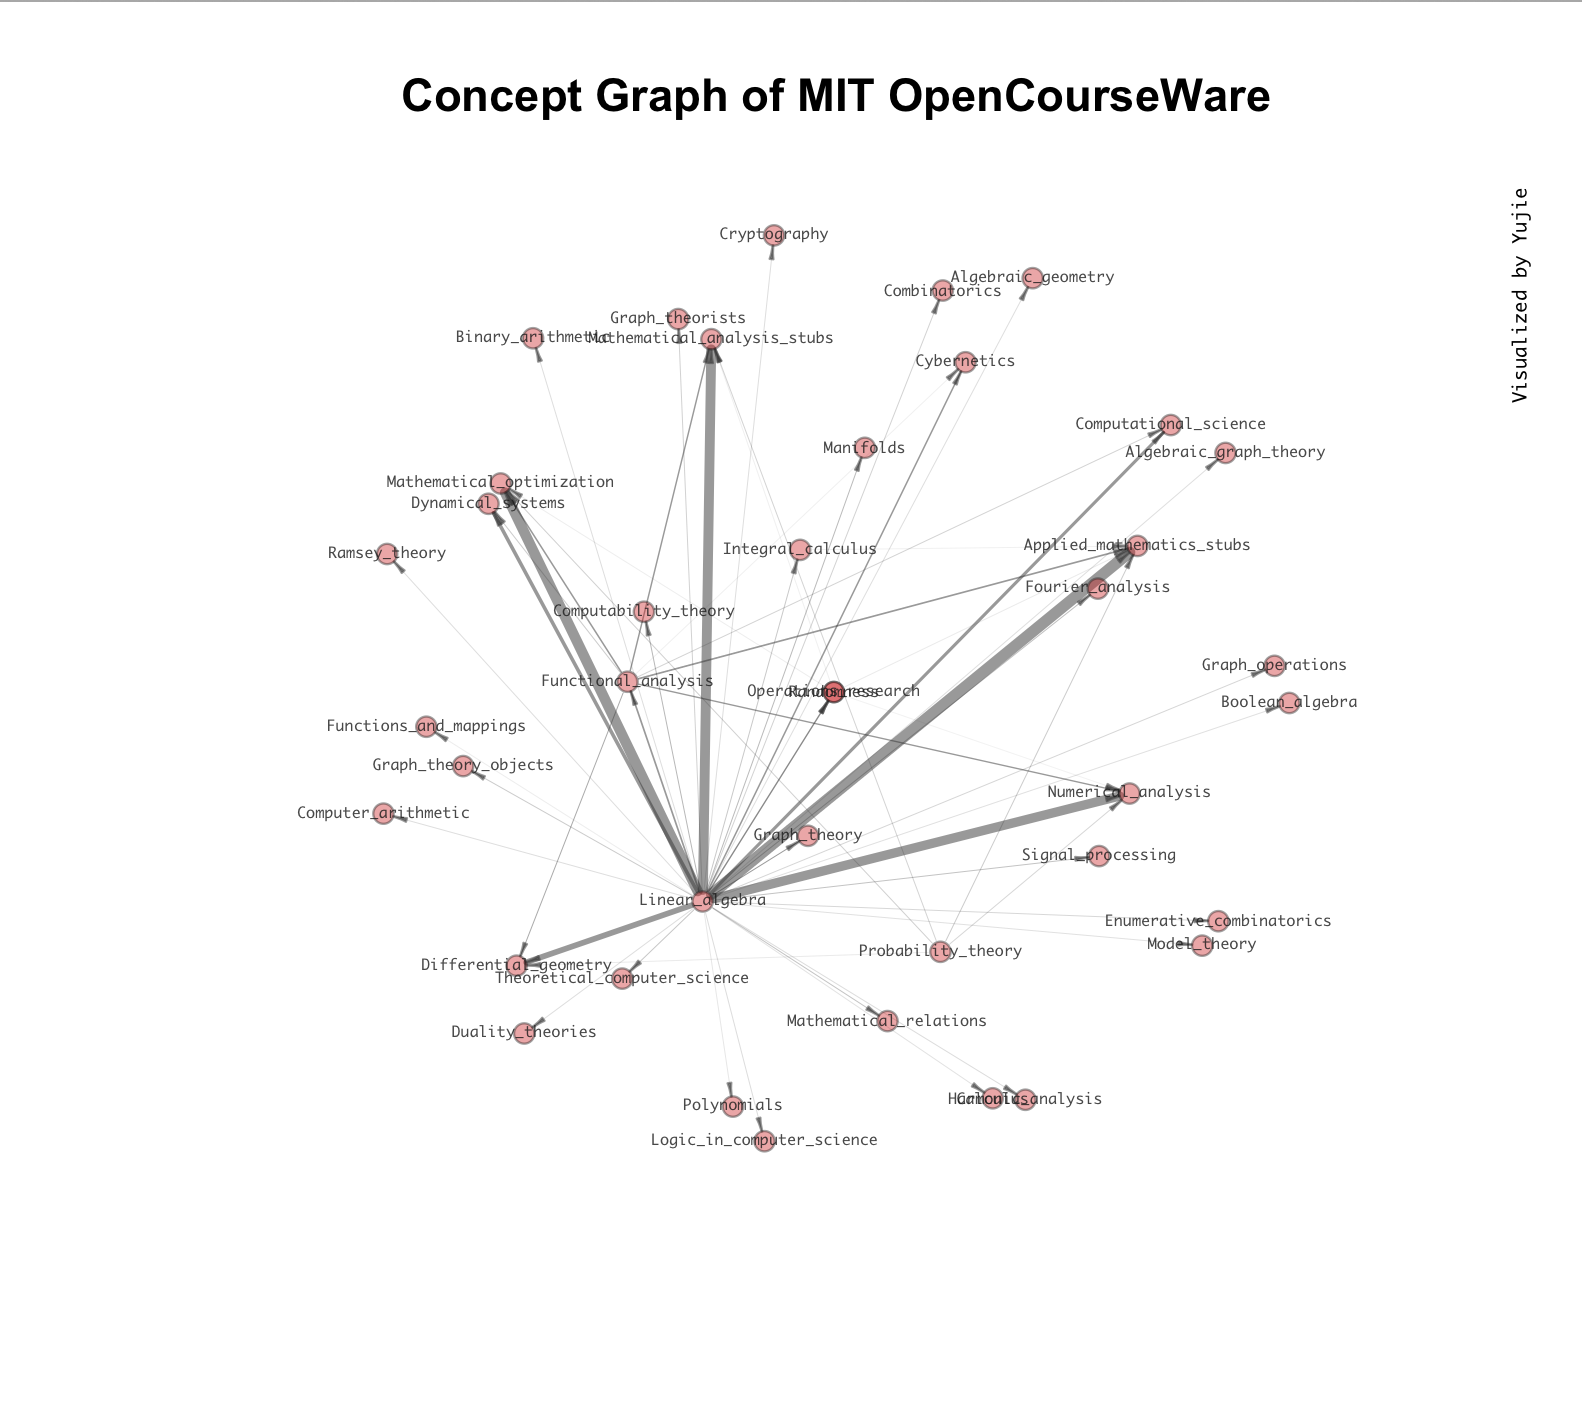 Concept Graph of MIT OpenCourseWare
Visualized by Yujie
Cryptography
Algebraic_geometry
Combinatorics
Graph_theorists
Binary_arithmetic
Mathematical_analysis_stubs
Cybernetics
Computational_science
Manifolds
Algebraic_graph_theory
Mathematical_optimization
Dynamical_systems
Ramsey_theory
Integral_calculus
Applied_mathematics_stubs
Fourier_analysis
Computability_theory
Graph_operations
Functional_analysis
Operations_research
Randomness
Boolean_algebra
Functions_and_mappings
Graph_theory_objects
Numerical_analysis
Computer_arithmetic
Graph_theory
Signal_processing
Linear_algebra
Enumerative_combinatorics
Model_theory
Probability_theory
Differential_geometry
Theoretical_computer_science
Mathematical_relations
Duality_theories
Harmonic_analysis
Calculus
Polynomials
Logic_in_computer_science